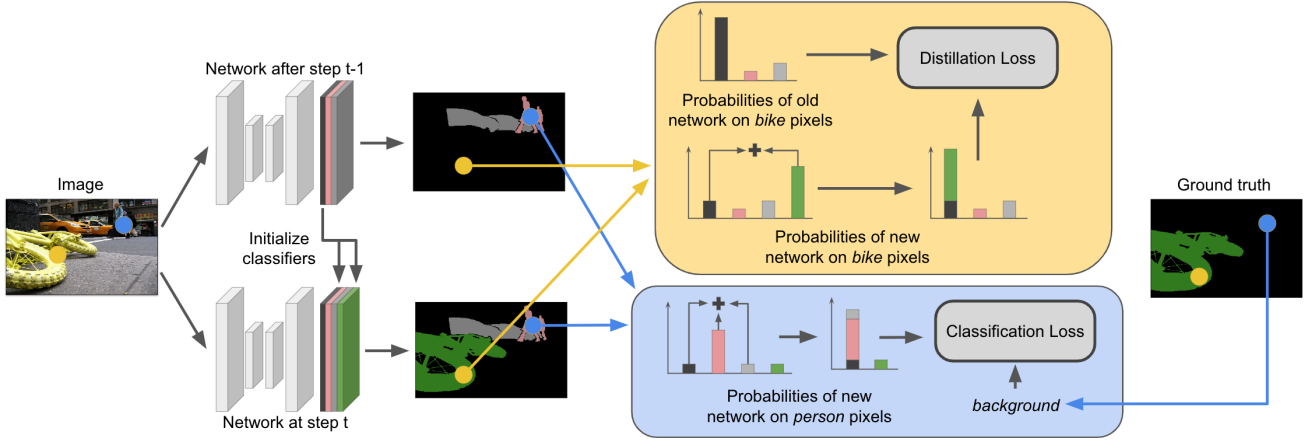 Network after step t-1
Image
Initialize
classifiers
Network at step t
Probabilities of old
network on bike pixels
Distillation Loss
Probabilities of new
network on bike pixels
Classification Loss
Probabilities of new
network on person pixels
background
Ground truth